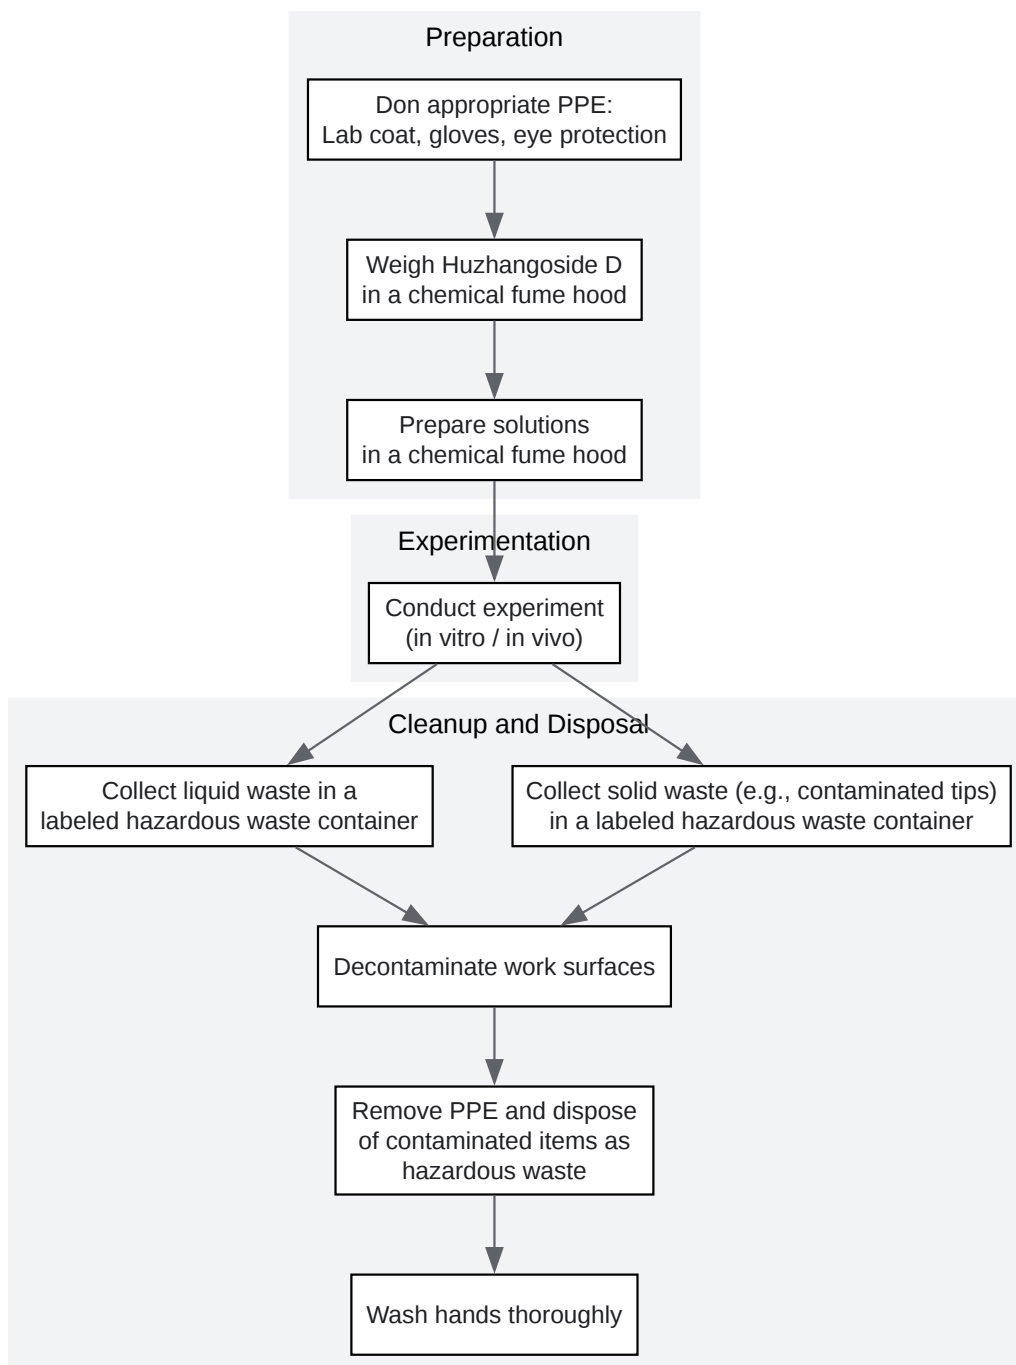 Preparation
Don appropriate PPE:
Lab coat, gloves, eye protection
Weigh Huzhangoside D
in a chemical fume hood
Prepare solutions
in a chemical fume hood
Experimentation
Conduct experiment
(in vitro / in vivo)
Cleanup and Disposal
Collect liquid waste in a
labeled hazardous waste container
Collect solid waste (e.g., contaminated tips)
in a labeled hazardous waste container
Decontaminate work surfaces
Remove PPE and dispose
of contaminated items as
hazardous waste
Wash hands thoroughly